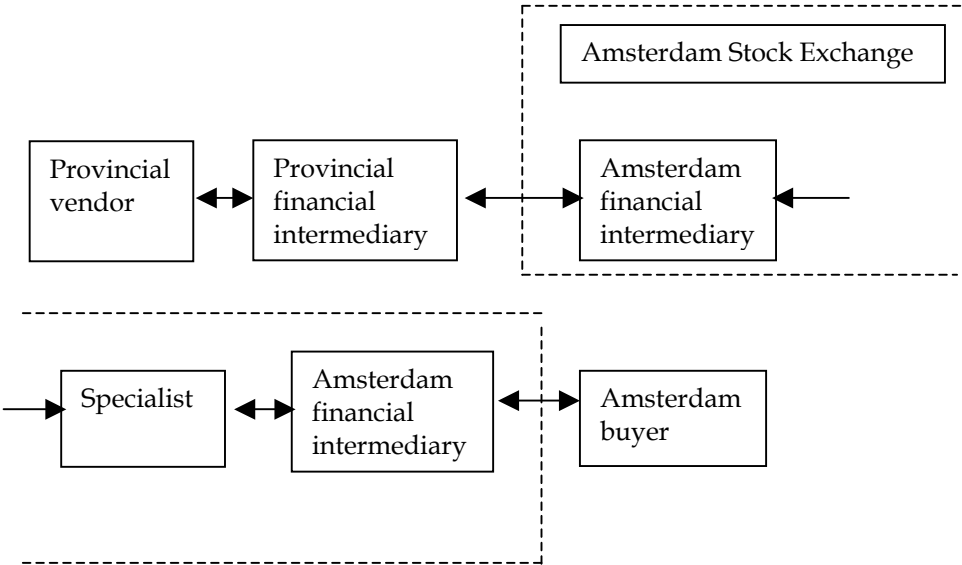 Amsterdam Stock Exchange
Provincial
vendor
Provincial
financial
intermediary
Amsterdam
financial
intermediary
Specialist
Amsterdam
financial
intermediary
Amsterdam
buyer